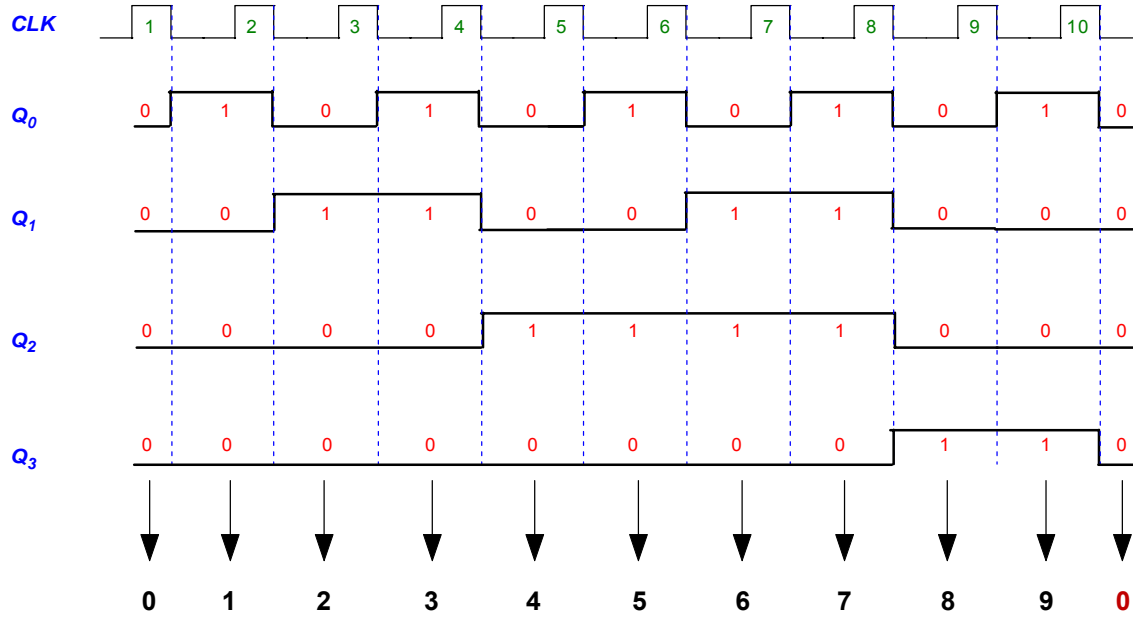 CLK 1 2 3 4 5 6 7 8 9 10
Q0 0 1 0 1 0 1 0 1 0 1 0
Q1 0 0 1 1 0 0 1 1 0 0 0
Q2 0 0 0 0 1 1 1 1 0 0 0
Q3 0 0 0 0 0 0 0 0 1 1 0
0 1 2 3 4 5 6 7 8 9 0